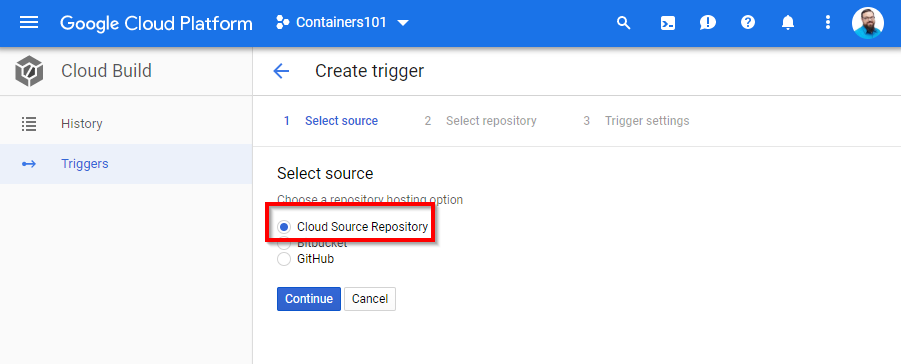 Google Cloud Platform Containers101
Cloud Build
Create trigger
History
Triggers
1 Select source 2 Select repository 3 Trigger settings
Select source
Choose a repository hosting option
Cloud Source Repository
Bitbucket
GitHub
Continue Cancel